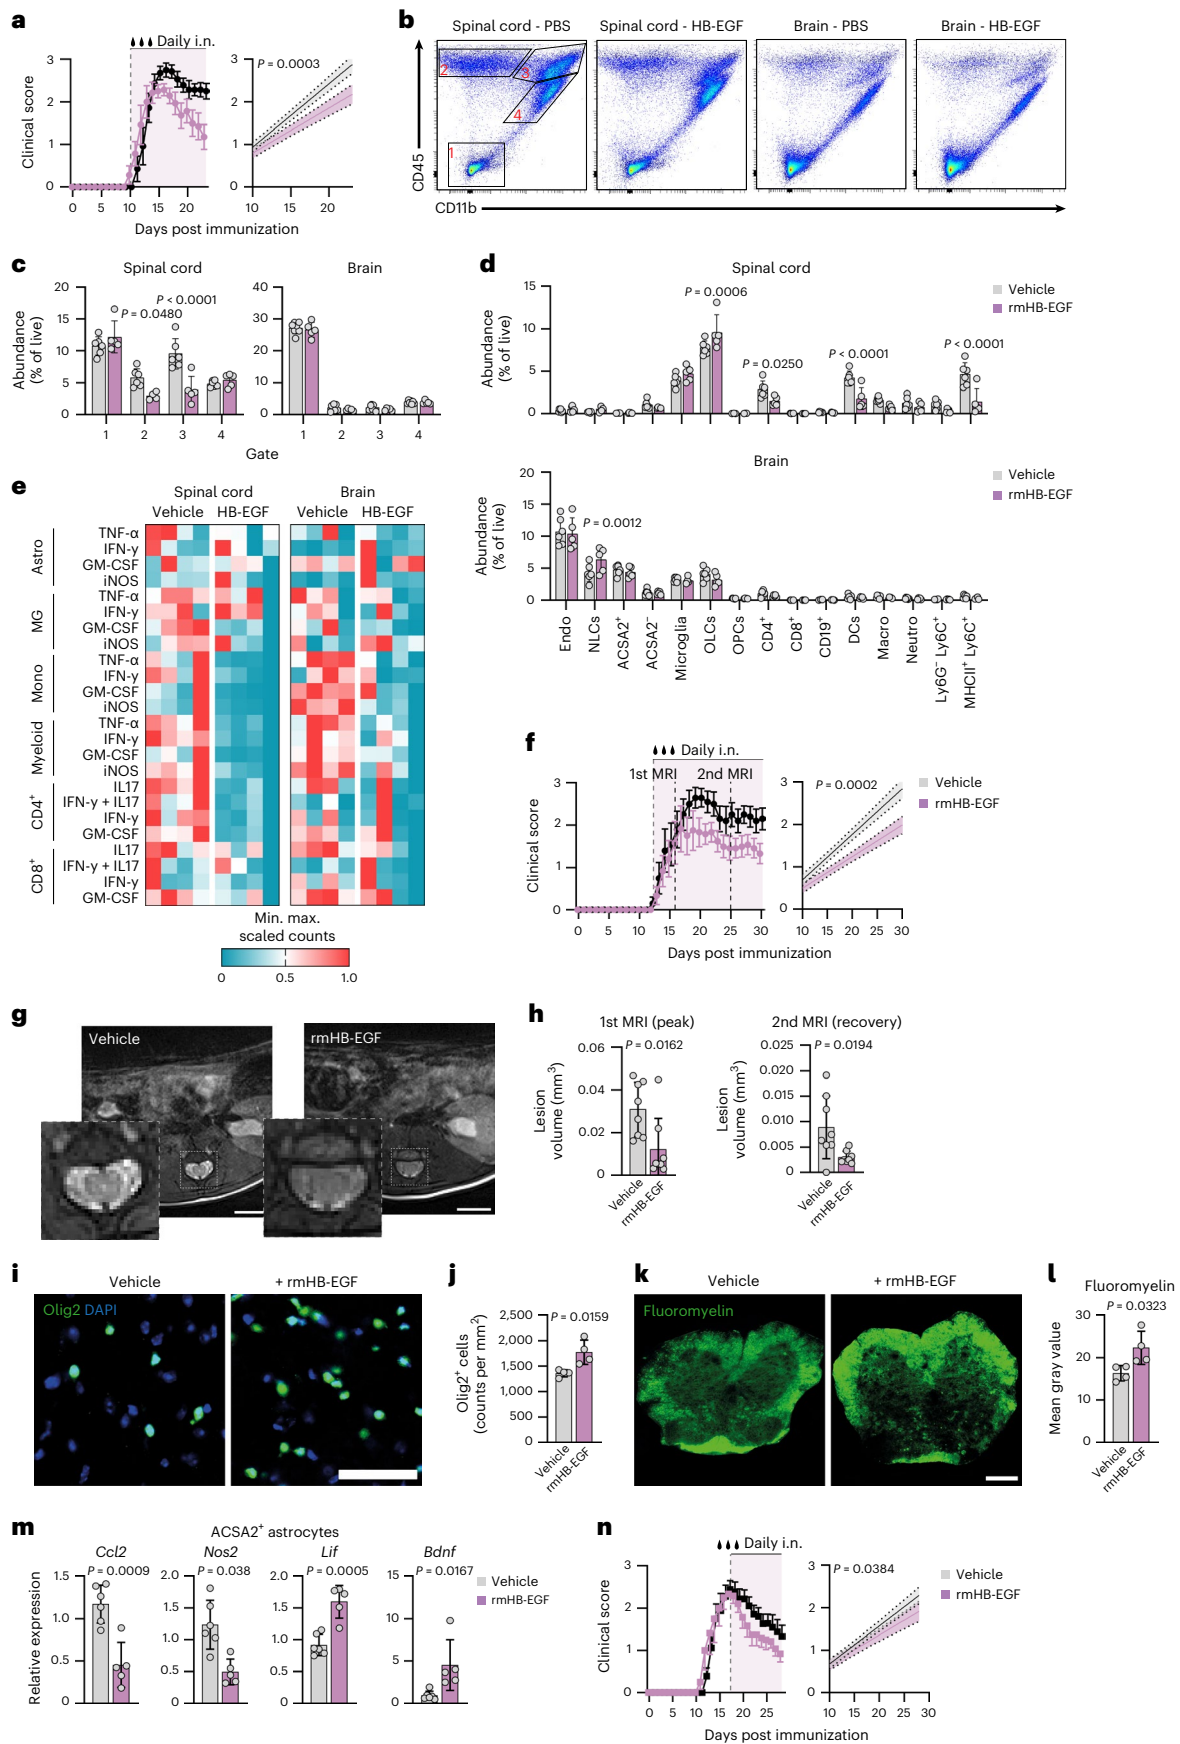 a
Daily i.n.
Clinical score
3
2
1
0
0 5 10 15 20
3
2
1
0
P = 0.0003
10 15 20
Days post immunization
b
Spinal cord - PBS
Spinal cord - HB-EGF
Brain - PBS
Brain - HB-EGF
2
3
4
1
CD45
CD11b
c
Spinal cord
Brain
Abundance
(% of live)
20
15
10
5
0
P = 0.0480
P < 0.0001
1 2 3 4
40
30
20
10
0
1 2 3 4
Gate
d
Spinal cord
Abundance
(% of live)
15
10
5
0
P = 0.0006
P = 0.0250
P < 0.0001
P < 0.0001
Vehicle
rmHB-EGF
Brain
Abundance
(% of live)
20
15
10
5
0
P = 0.0012
Vehicle
rmHB-EGF
Endo
NLCs
ACSA2+
ACSA2−
Microglia
OLCs
OPCs
CD4+
CD8+
CD19+
DCs
Macro
Neutro
Ly6G− Ly6C+
MHCII+ Ly6C+
e
Spinal cord
Brain
Vehicle HB-EGF
Vehicle HB-EGF
Astro
TNF-α
IFN-γ
GM-CSF
iNOS
MG
TNF-α
IFN-γ
GM-CSF
iNOS
Mono
TNF-α
IFN-γ
GM-CSF
iNOS
Myeloid
TNF-α
IFN-γ
GM-CSF
iNOS
CD4+
IL17
IFN-γ + IL17
IFN-γ
GM-CSF
CD8+
IL17
IFN-γ + IL17
IFN-γ
GM-CSF
Min. max.
scaled counts
0 0.5 1.0
f
Daily i.n.
1st MRI 2nd MRI
Clinical score
3
2
1
0
0 5 10 15 20 25 30
3
2
1
0
P = 0.0002
10 15 20 25 30
Days post immunization
Vehicle
rmHB-EGF
g
Vehicle
rmHB-EGF
h
1st MRI (peak)
P = 0.0162
Lesion
volume (mm3)
0.06
0.04
0.02
0
Vehicle
rmHB-EGF
2nd MRI (recovery)
P = 0.0194
Lesion
volume (mm3)
0.025
0.020
0.015
0.010
0.005
0
Vehicle
rmHB-EGF
i
Vehicle
+ rmHB-EGF
Olig2 DAPI
j
P = 0.0159
Olig2+ cells
(counts per mm2)
2,500
2,000
1,500
1,000
500
0
Vehicle
rmHB-EGF
k
Vehicle
+ rmHB-EGF
Fluoromyelin
l
Fluoromyelin
P = 0.0323
Mean gray value
30
20
10
0
Vehicle
rmHB-EGF
m
ACSA2+ astrocytes
Relative expression
Ccl2
P = 0.0009
1.5
1.0
0.5
0
Nos2
P = 0.038
2.0
1.5
1.0
0.5
0
Lif
P = 0.0005
2.0
1.5
1.0
0.5
0
Bdnf
P = 0.0167
15
10
5
0
Vehicle
rmHB-EGF
n
Daily i.n.
Clinical score
3
2
1
0
0 5 10 15 20 25
3
2
1
0
P = 0.0384
10 15 20 25 30
Days post immunization
Vehicle
rmHB-EGF